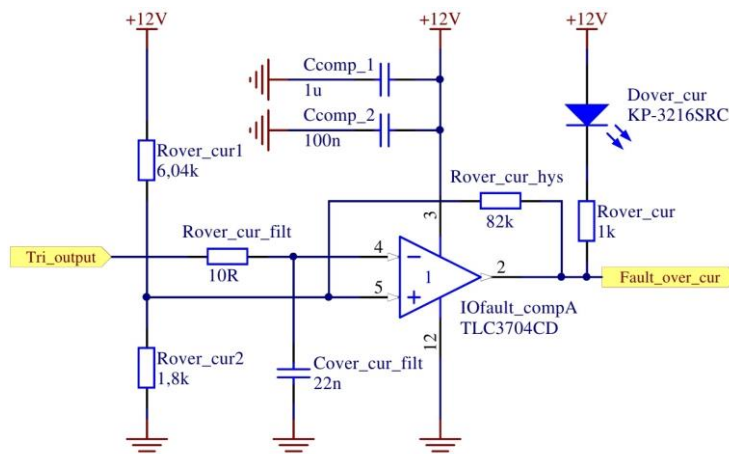 +12V
+12V
+12V
Ccomp_1
1u
Ccomp_2
100n
Dover_cur
KP-3216SRC
Rover_cur1
6,04k
Rover_cur_hys
82k
Rover_cur
1k
Rover_cur_filt
10R
Tri_output
3
4
5
1
2
12
Fault_over_cur
IOfault_compA
TLC3704CD
Rover_cur2
1,8k
Cover_cur_filt
22n